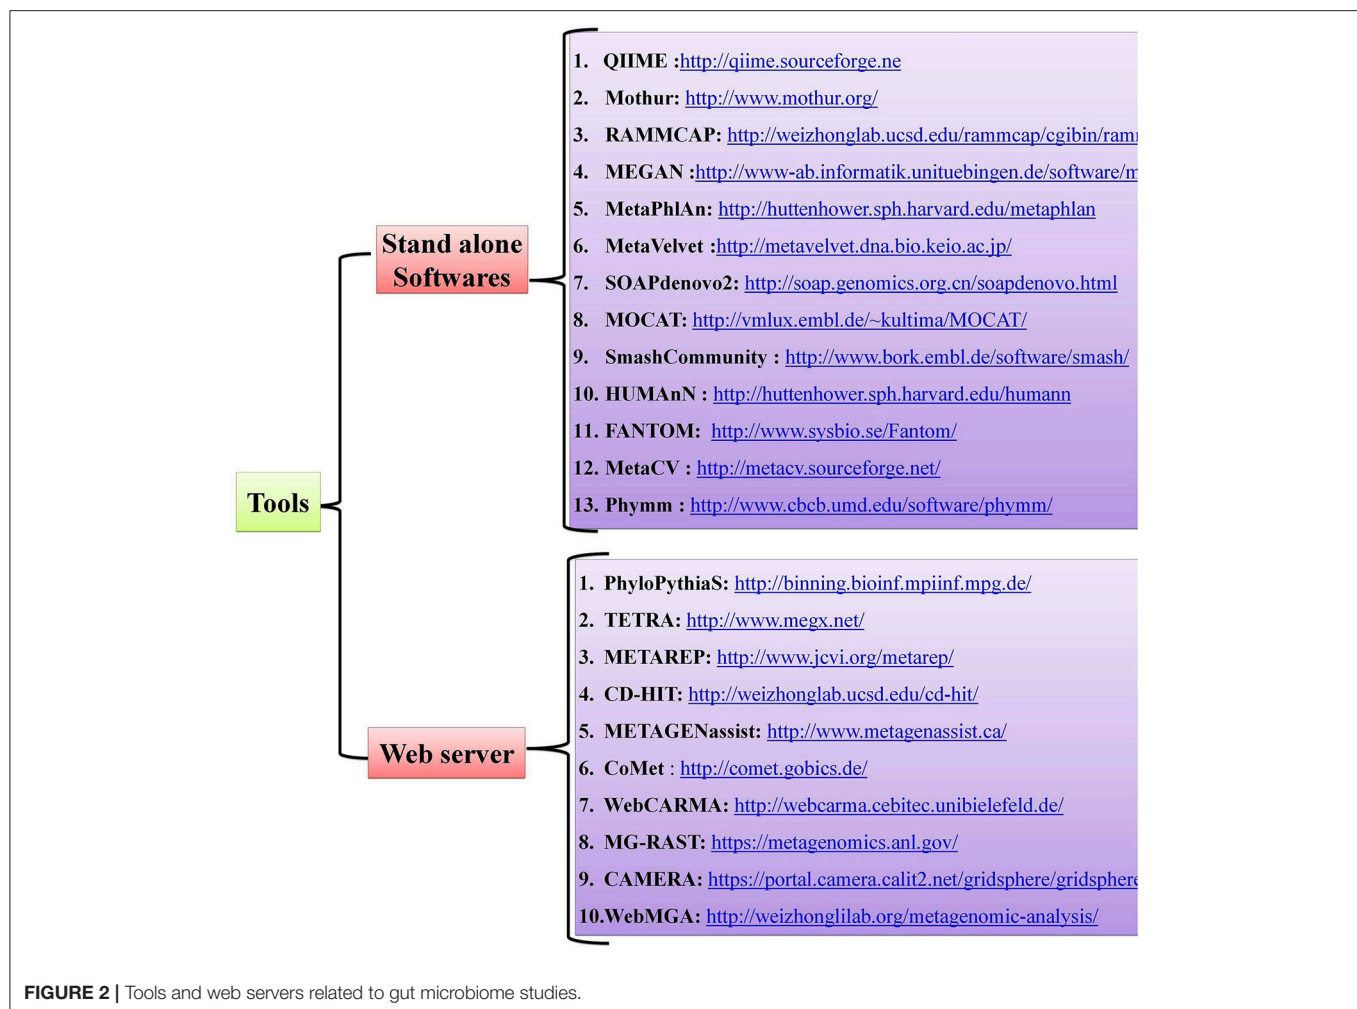 Tools
Stand alone
Softwares
1. QIIME :http://qiime.sourceforge.ne
2. Mothur: http://www.mothur.org/
3. RAMMCAP: http://weizhonglab.ucsd.edu/rammcap/cgibin/ramm
4. MEGAN :http://www-ab.informatik.unituebingen.de/software/m
5. MetaPhlAn: http://huttenhower.sph.harvard.edu/metaphlan
6. MetaVelvet :http://metavelvet.dna.bio.keio.ac.jp/
7. SOAPdenovo2: http://soap.genomics.org.cn/soapdenovo.html
8. MOCAT: http://vmlux.embl.de/~kultima/MOCAT/
9. SmashCommunity : http://www.bork.embl.de/software/smash/
10. HUMAnN : http://huttenhower.sph.harvard.edu/humann
11. FANTOM: http://www.sysbio.se/Fantom/
12. MetaCV : http://metacv.sourceforge.net/
13. Phymm : http://www.cbcb.umd.edu/software/phymm/
Web server
1. PhyloPythiaS: http://binning.bioinf.mpiinf.mpg.de/
2. TETRA: http://www.megx.net/
3. METAREP: http://www.jcvi.org/metarep/
4. CD-HIT: http://weizhonglab.ucsd.edu/cd-hit/
5. METAGENassist: http://www.metagenassist.ca/
6. CoMet : http://comet.gobics.de/
7. WebCARMA: http://webcarma.cebitec.unibielefeld.de/
8. MG-RAST: https://metagenomics.anl.gov/
9. CAMERA: https://portal.camera.calit2.net/gridsphere/gridsphere
10.WebMGA: http://weizhonglilab.org/metagenomic-analysis/
FIGURE 2 | Tools and web servers related to gut microbiome studies.